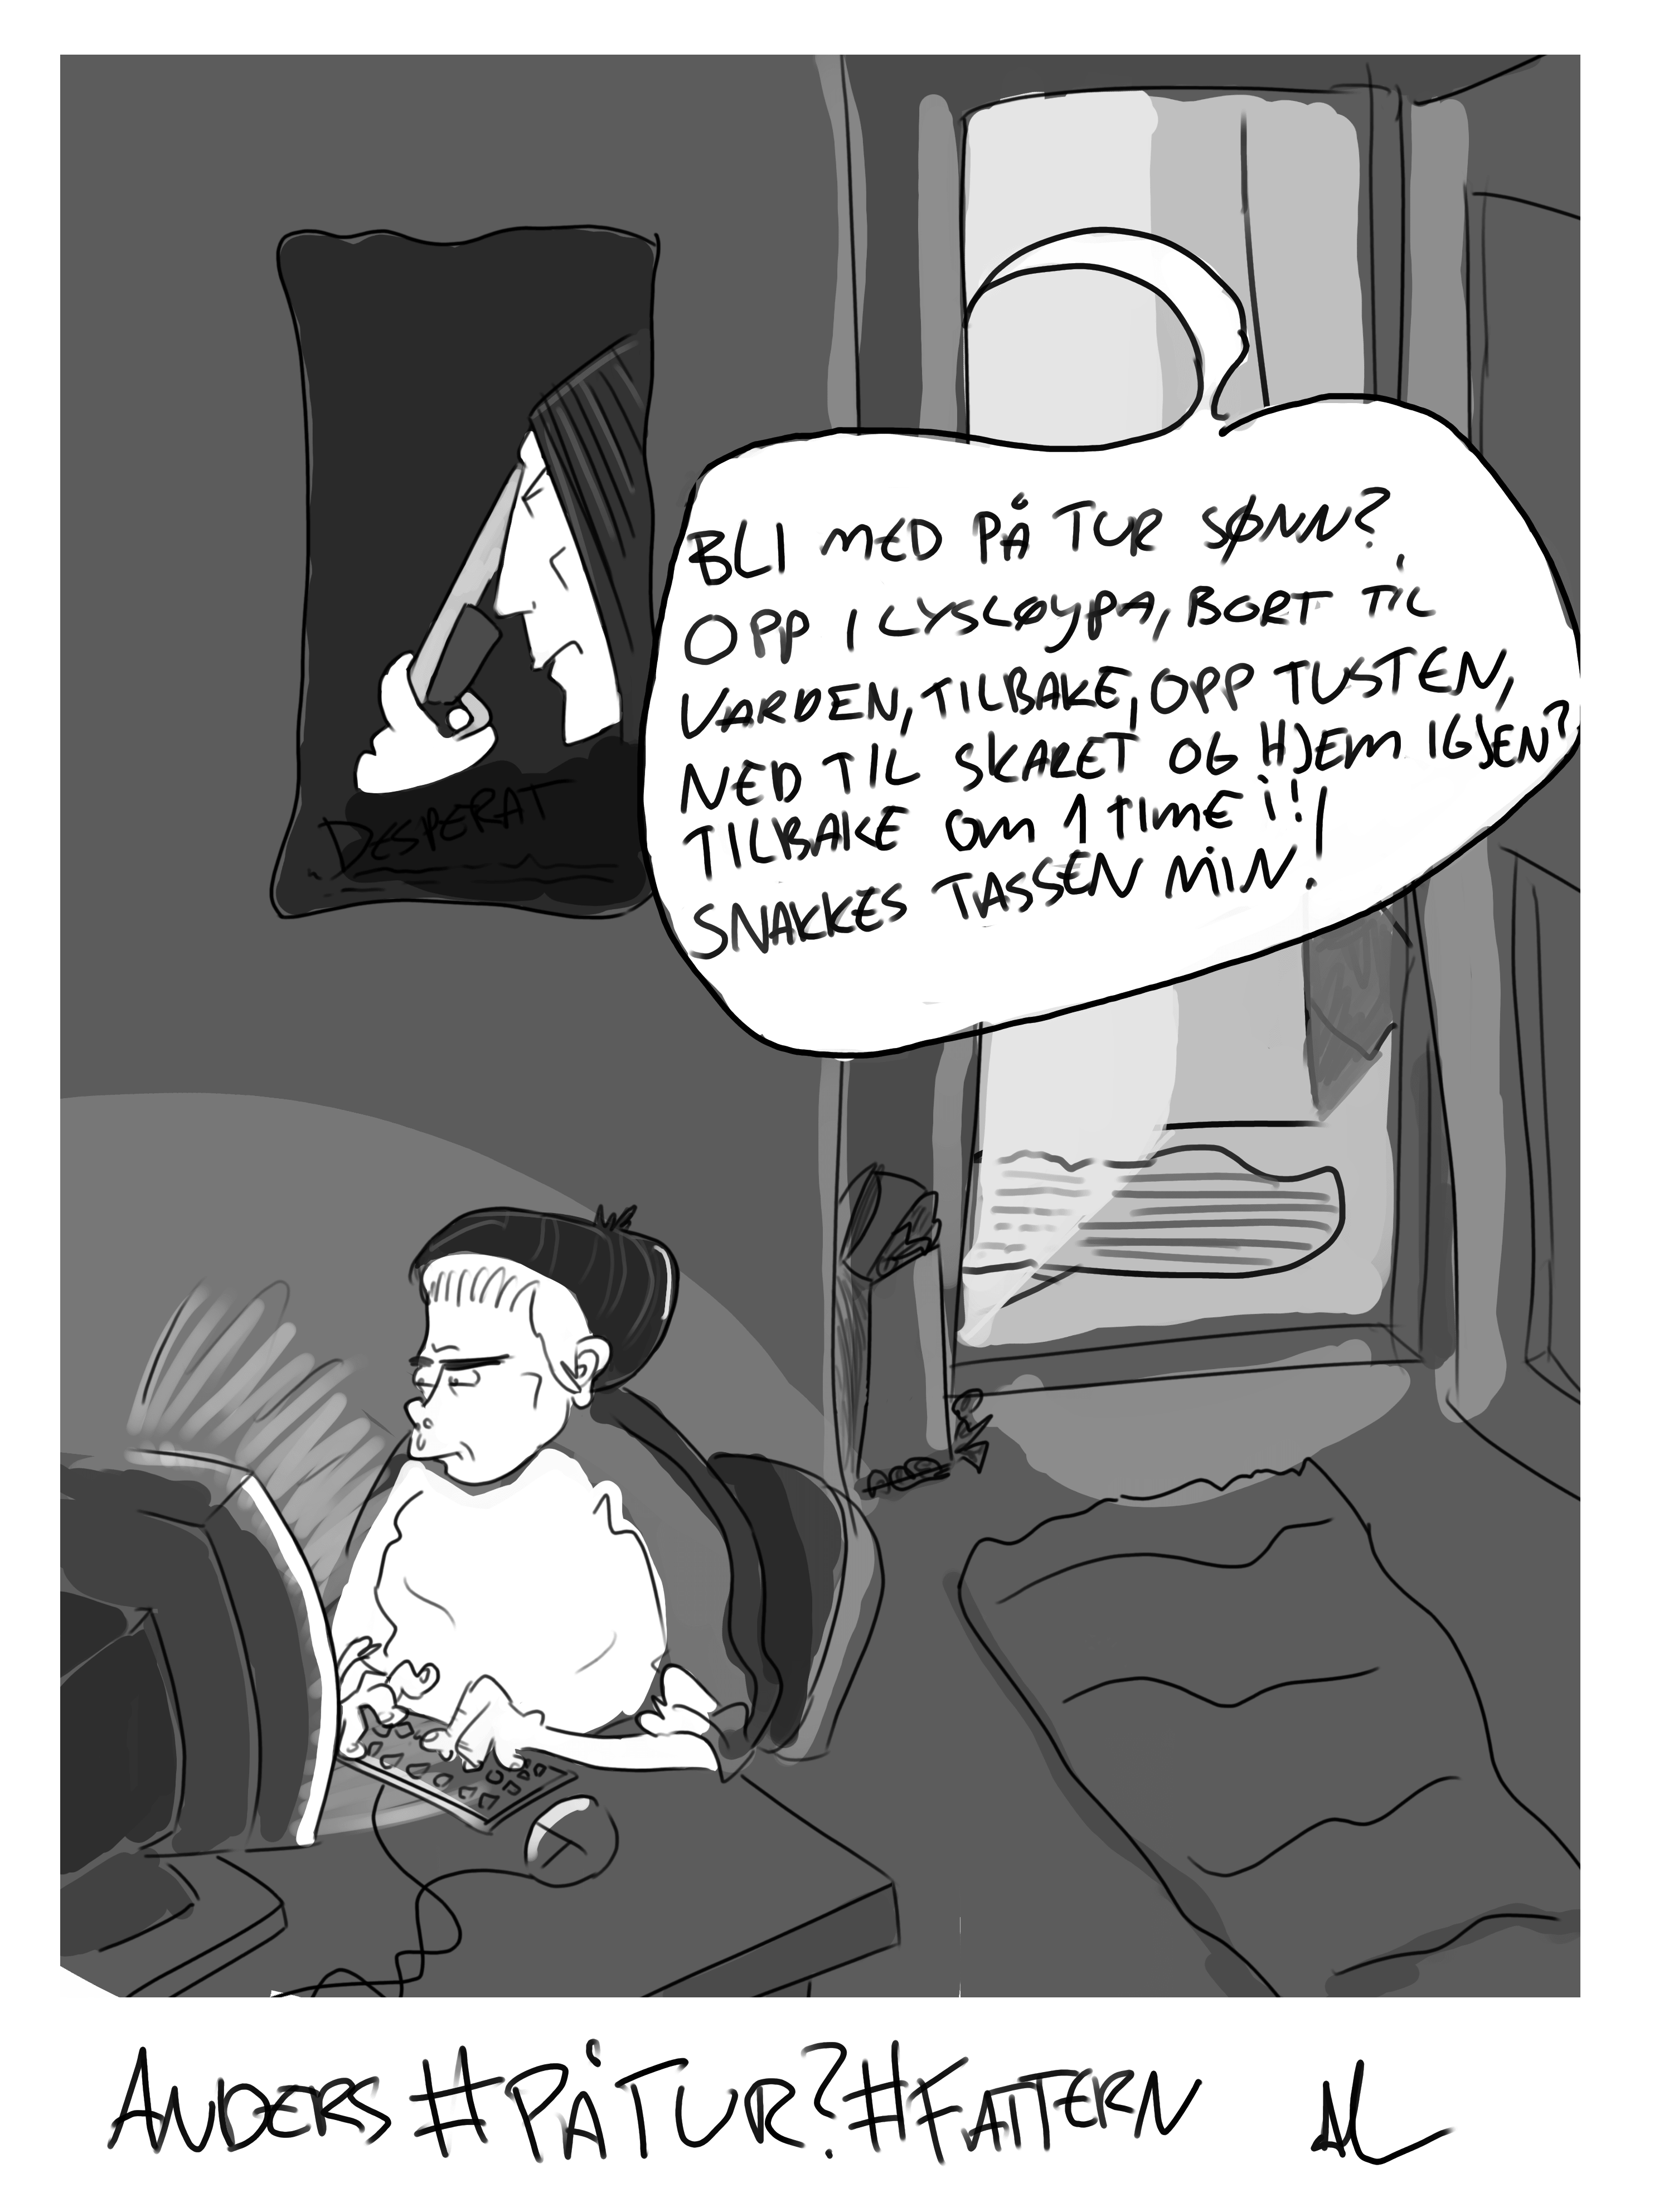 DESPERAT
BLI MED PÅ TUR SØNN?
OPP I LYSLØYPA, BORT TIL
VARDEN, TILBAKE, OPP TUSTEN,
NED TIL SKARET OG HJEM IGJEN?
TILBAKE OM 1 TIME i!!
SNAKKES TASSEN MIN!
ANDERS #PÅTUR?#FATTERN